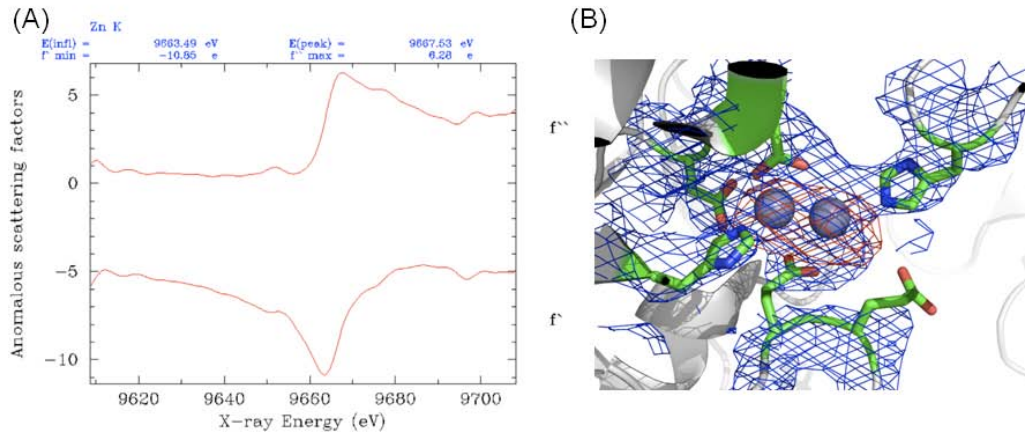 (A)
Zn K
E(infl) = 9663.49 eV E(peak) = 9667.53 eV
f` min = -10.85 e f`` max = 6.28 e
Anomalous scattering factors
5
0
-5
-10
9620 9640 9660 9680 9700
X-ray Energy (eV)
(B)
f``
f`